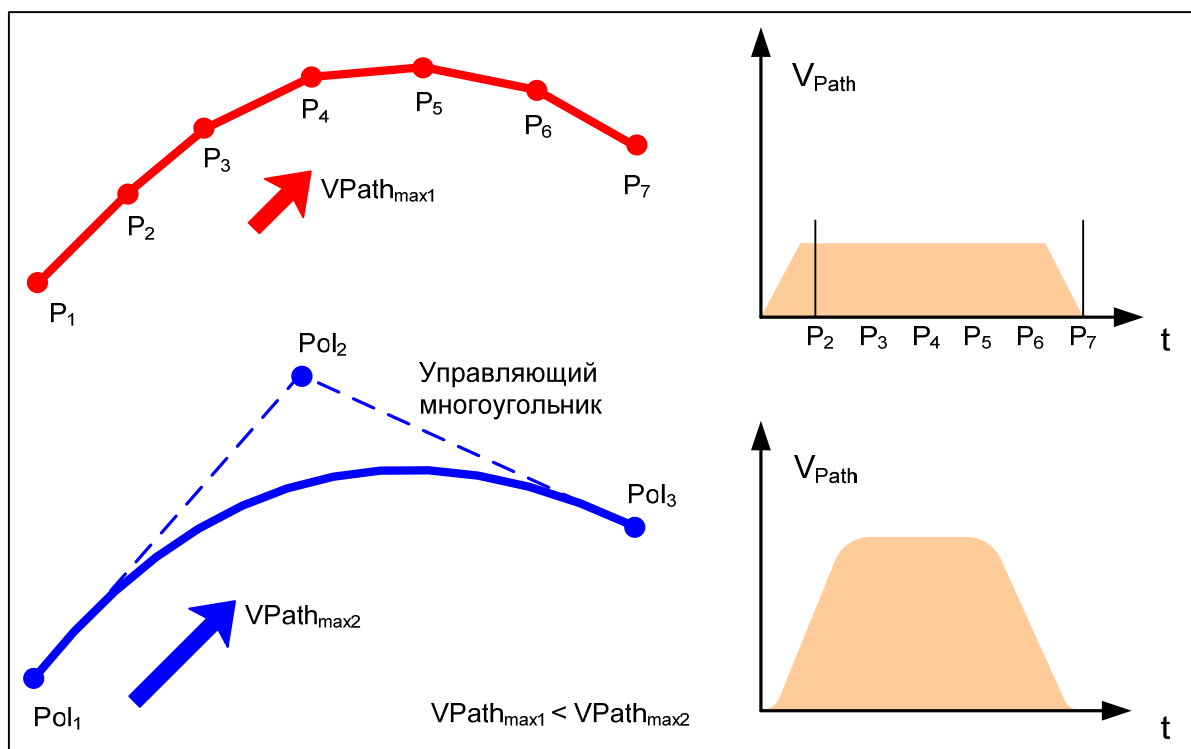 P₁
P₂
P₃
P₄
P₅
P₆
P₇
VPathmax1
VPath
P₂ P₃ P₄ P₅ P₆ P₇
t
Pol₁
Pol₂
Pol₃
Управляющий
многоугольник
VPathmax2
VPathmax1 < VPathmax2
VPath
t